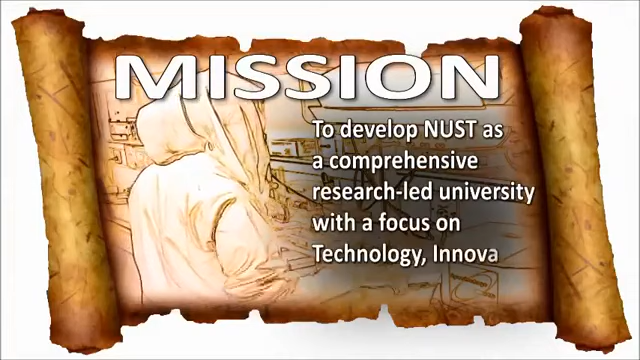 MISSION
To develop NUST as
a comprehensive
research-led university
with a focus on
Technology, Innova